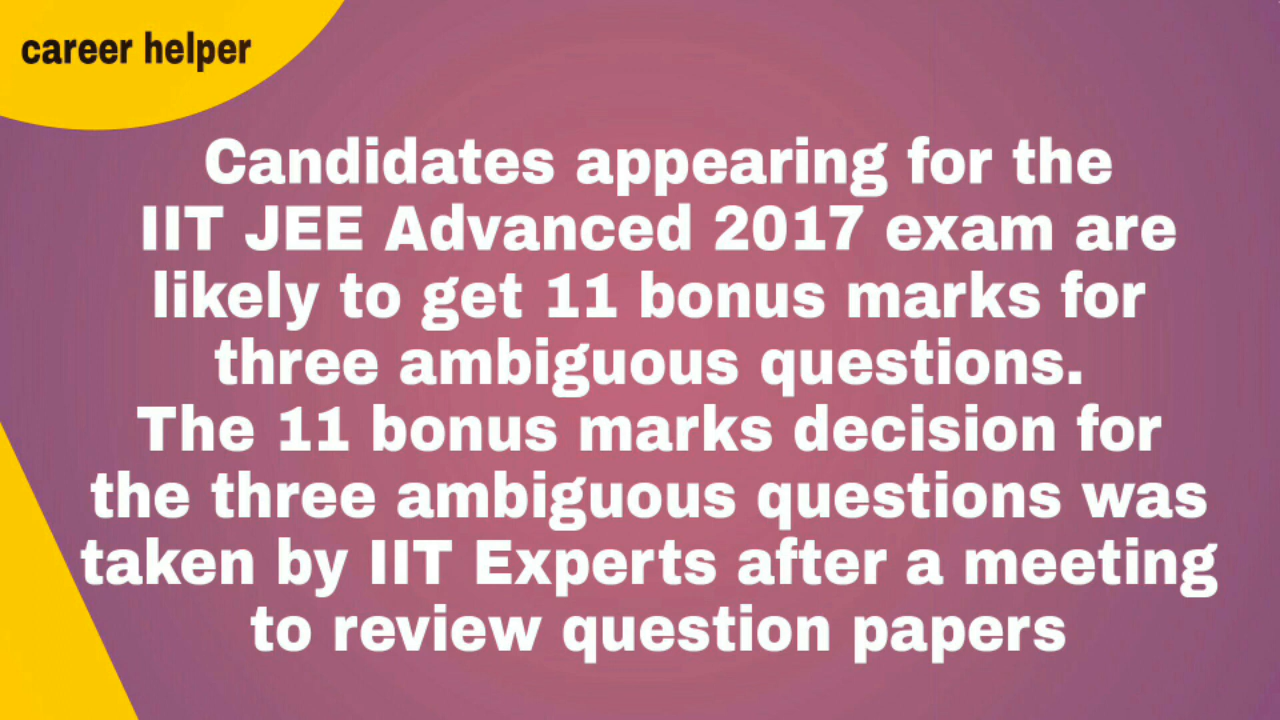 career helper
Candidates appearing for the
IIT JEE Advanced 2017 exam are
likely to get 11 bonus marks for
three ambiguous questions.
The 11 bonus marks decision for
the three ambiguous questions was
taken by IIT Experts after a meeting
to review question papers